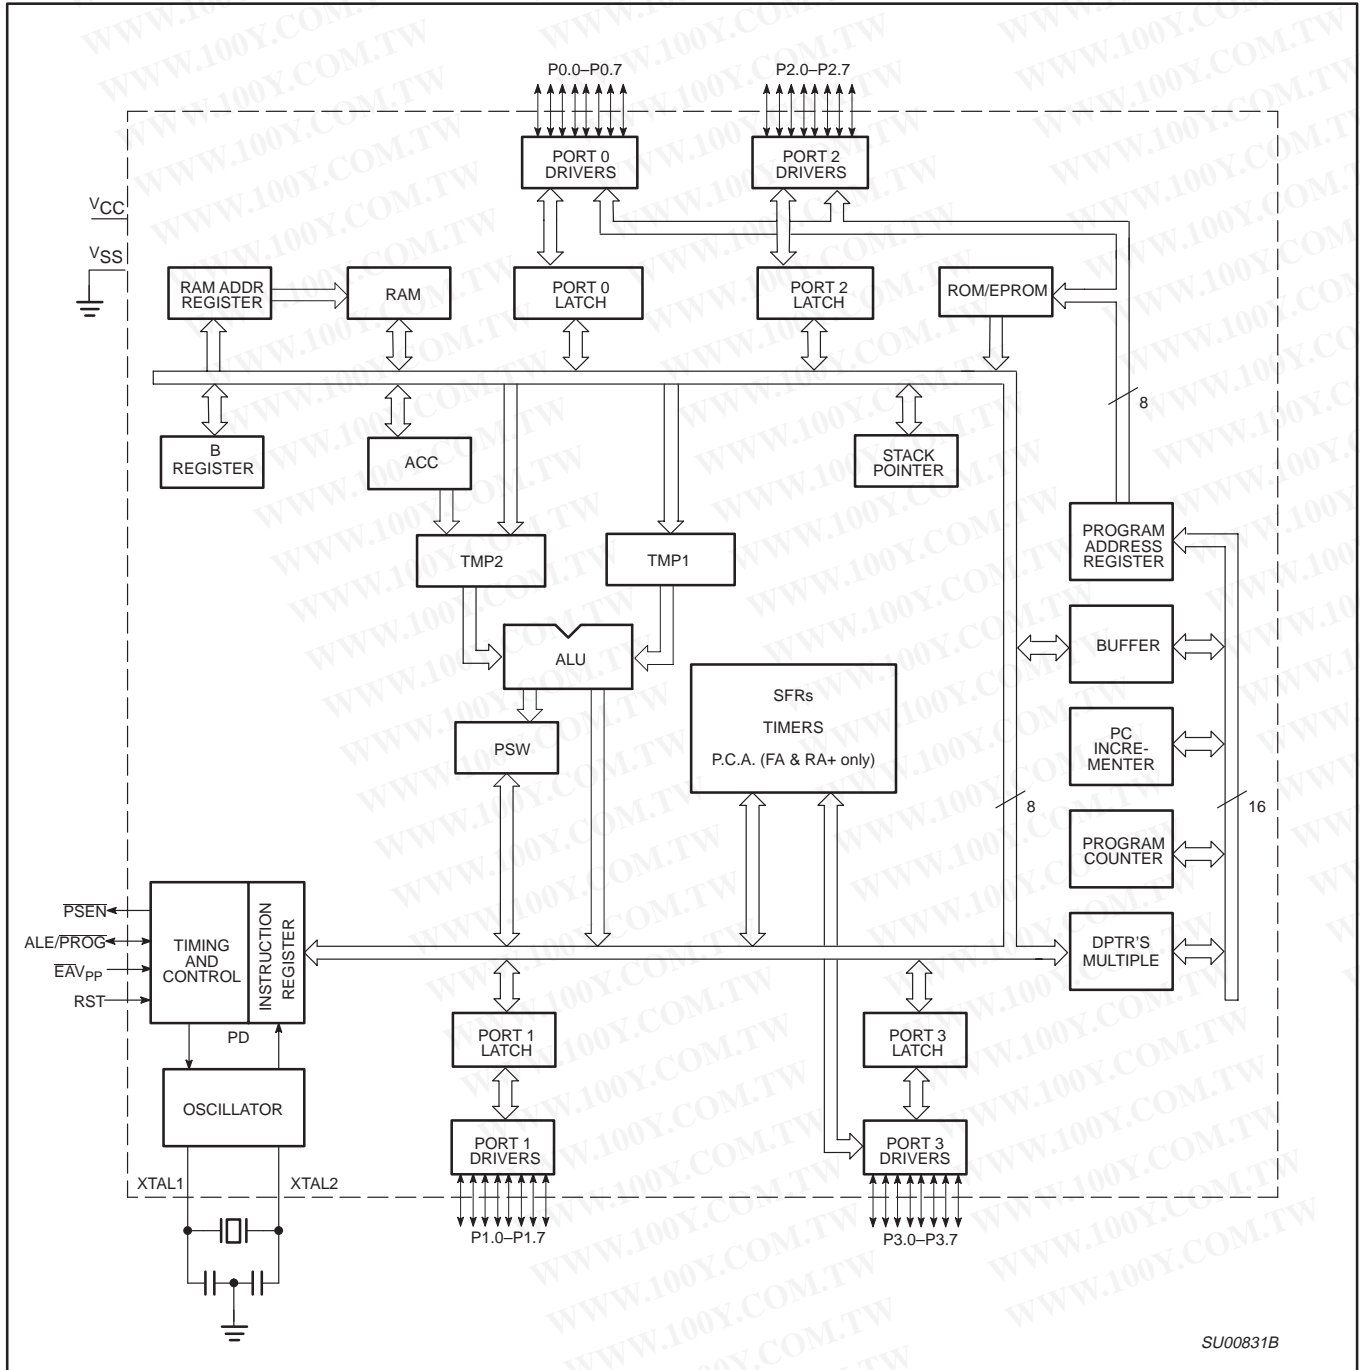 P0.0–P0.7
P2.0–P2.7
PORT 0
DRIVERS
PORT 2
DRIVERS
VCC
VSS
RAM ADDR
REGISTER
RAM
PORT 0
LATCH
PORT 2
LATCH
ROM/EPROM
8
B
REGISTER
ACC
STACK
POINTER
TMP2
TMP1
PROGRAM
ADDRESS
REGISTER
ALU
BUFFER
SFRs
TIMERS
P.C.A. (FA & RA+ only)
PSW
PC
INCRE-
MENTER
8
16
PROGRAM
COUNTER
PSEN
ALE/PROG
EAVPP
RST
TIMING
AND
CONTROL
INSTRUCTION
REGISTER
DPTR'S
MULTIPLE
PD
PORT 1
LATCH
PORT 3
LATCH
OSCILLATOR
PORT 1
DRIVERS
PORT 3
DRIVERS
XTAL1
XTAL2
P1.0–P1.7
P3.0–P3.7
SU00831B
WWW.100Y.COM.TW